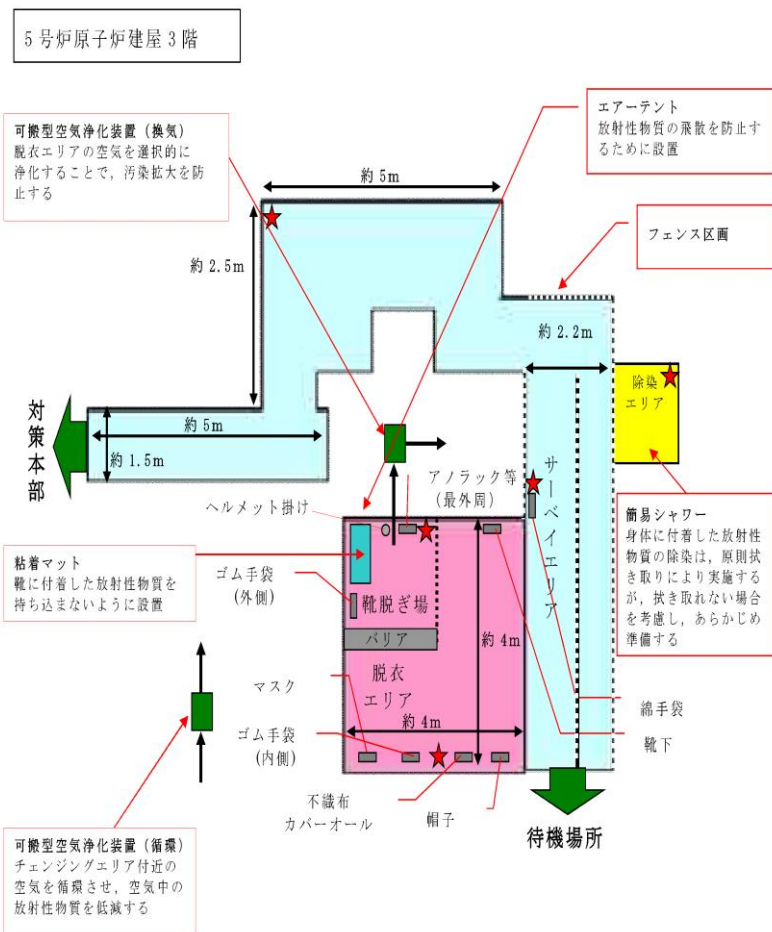 5号炉原子炉建屋3階
可搬型空気浄化装置（換気）
脱衣エリアの空気を選択的に
浄化することで，汚染拡大を防
止する
エアーテント
放射性物質の飛散を防止す
るために設置
約5m
フェンス区画
約2.5m
約2.2m
除染
エリア
対策本部
約5m
約1.5m
アノラック等
（最外周）
サーベイエリア
ヘルメット掛け
簡易シャワー
身体に付着した放射性
物質の除染は，原則拭
き取りにより実施する
が，拭き取れない場合
を考慮し，あらかじめ
準備する
粘着マット
靴に付着した放射性物質を
持ち込まないように設置
ゴム手袋
（外側）
靴脱ぎ場
バリア
約4m
マスク
脱衣
エリア
綿手袋
約4m
ゴム手袋
（内側）
靴下
不織布
カバーオール
帽子
待機場所
可搬型空気浄化装置（循環）
チェンジングエリア付近の
空気を循環させ，空気中の
放射性物質を低減する